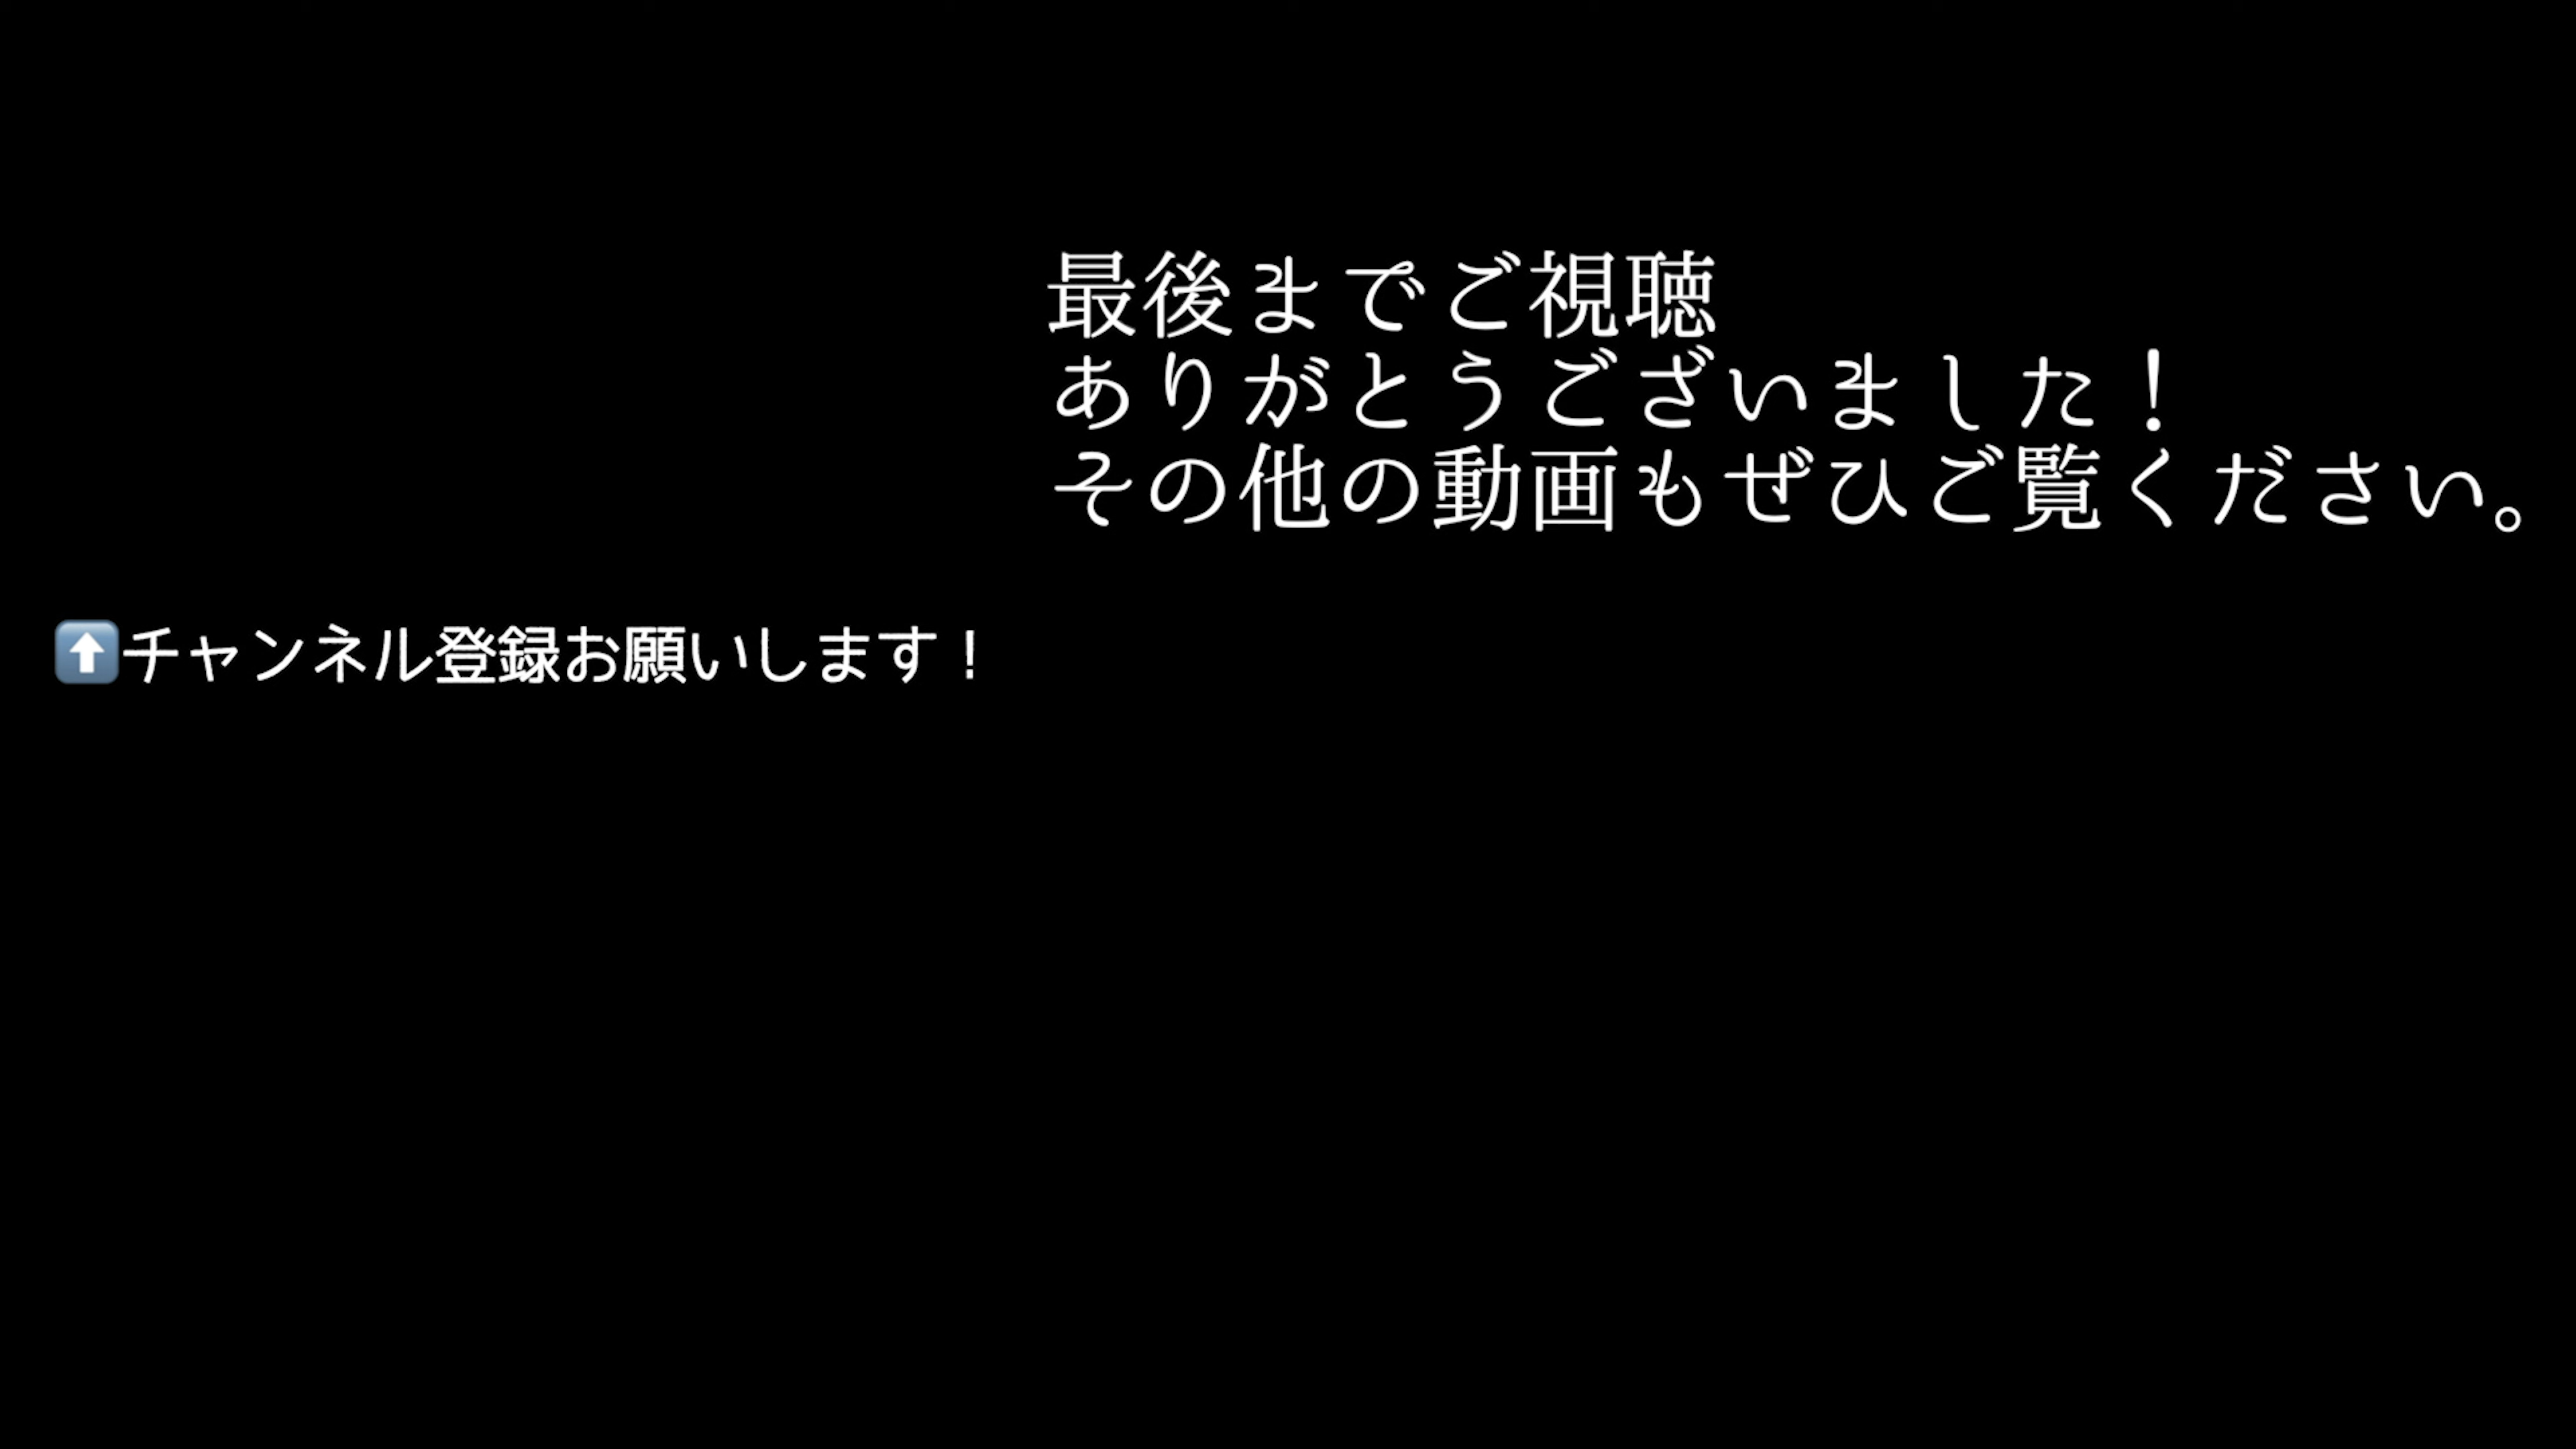 最後までご視聴
ありがとうございました！
その他の動画もぜひご覧ください。
⬆️チャンネル登録お願いします！